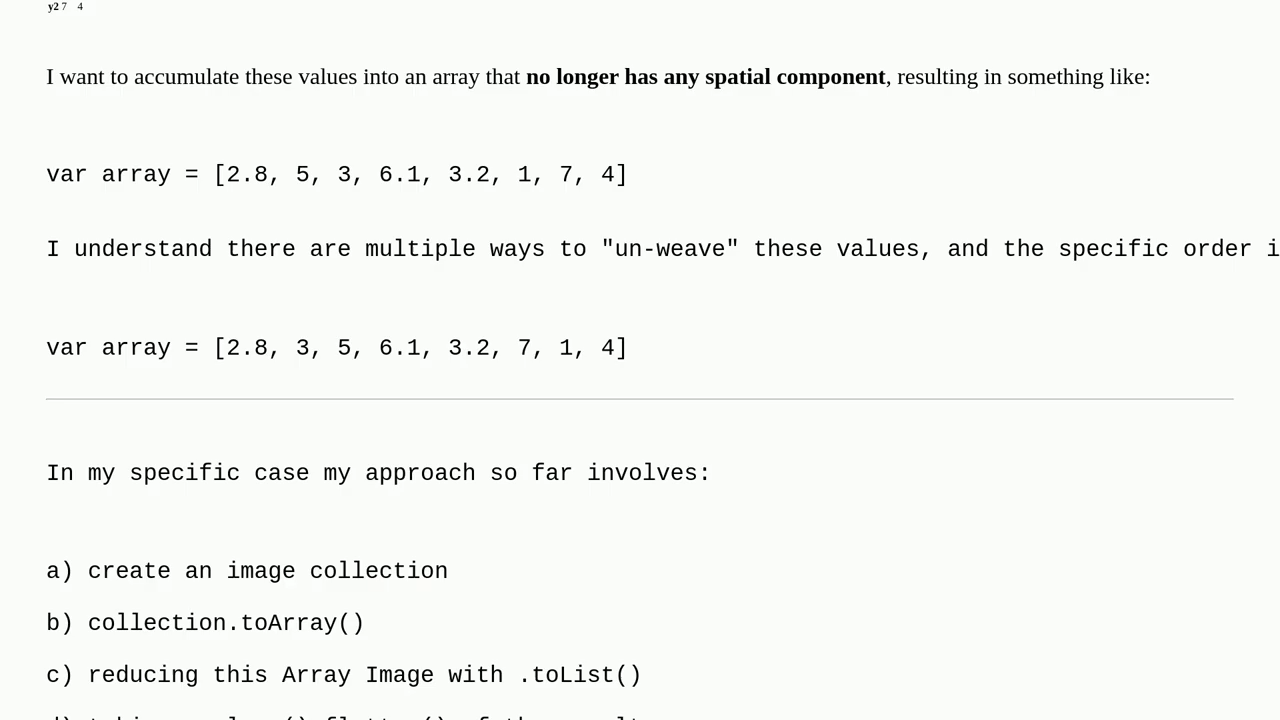 y2 7 4
I want to accumulate these values into an array that no longer has any spatial component, resulting in something like:
var array = [2.8, 5, 3, 6.1, 3.2, 1, 7, 4]
I understand there are multiple ways to "un-weave" these values, and the specific order i
var array = [2.8, 3, 5, 6.1, 3.2, 7, 1, 4]
In my specific case my approach so far involves:
a) create an image collection
b) collection.toArray()
c) reducing this Array Image with .toList()